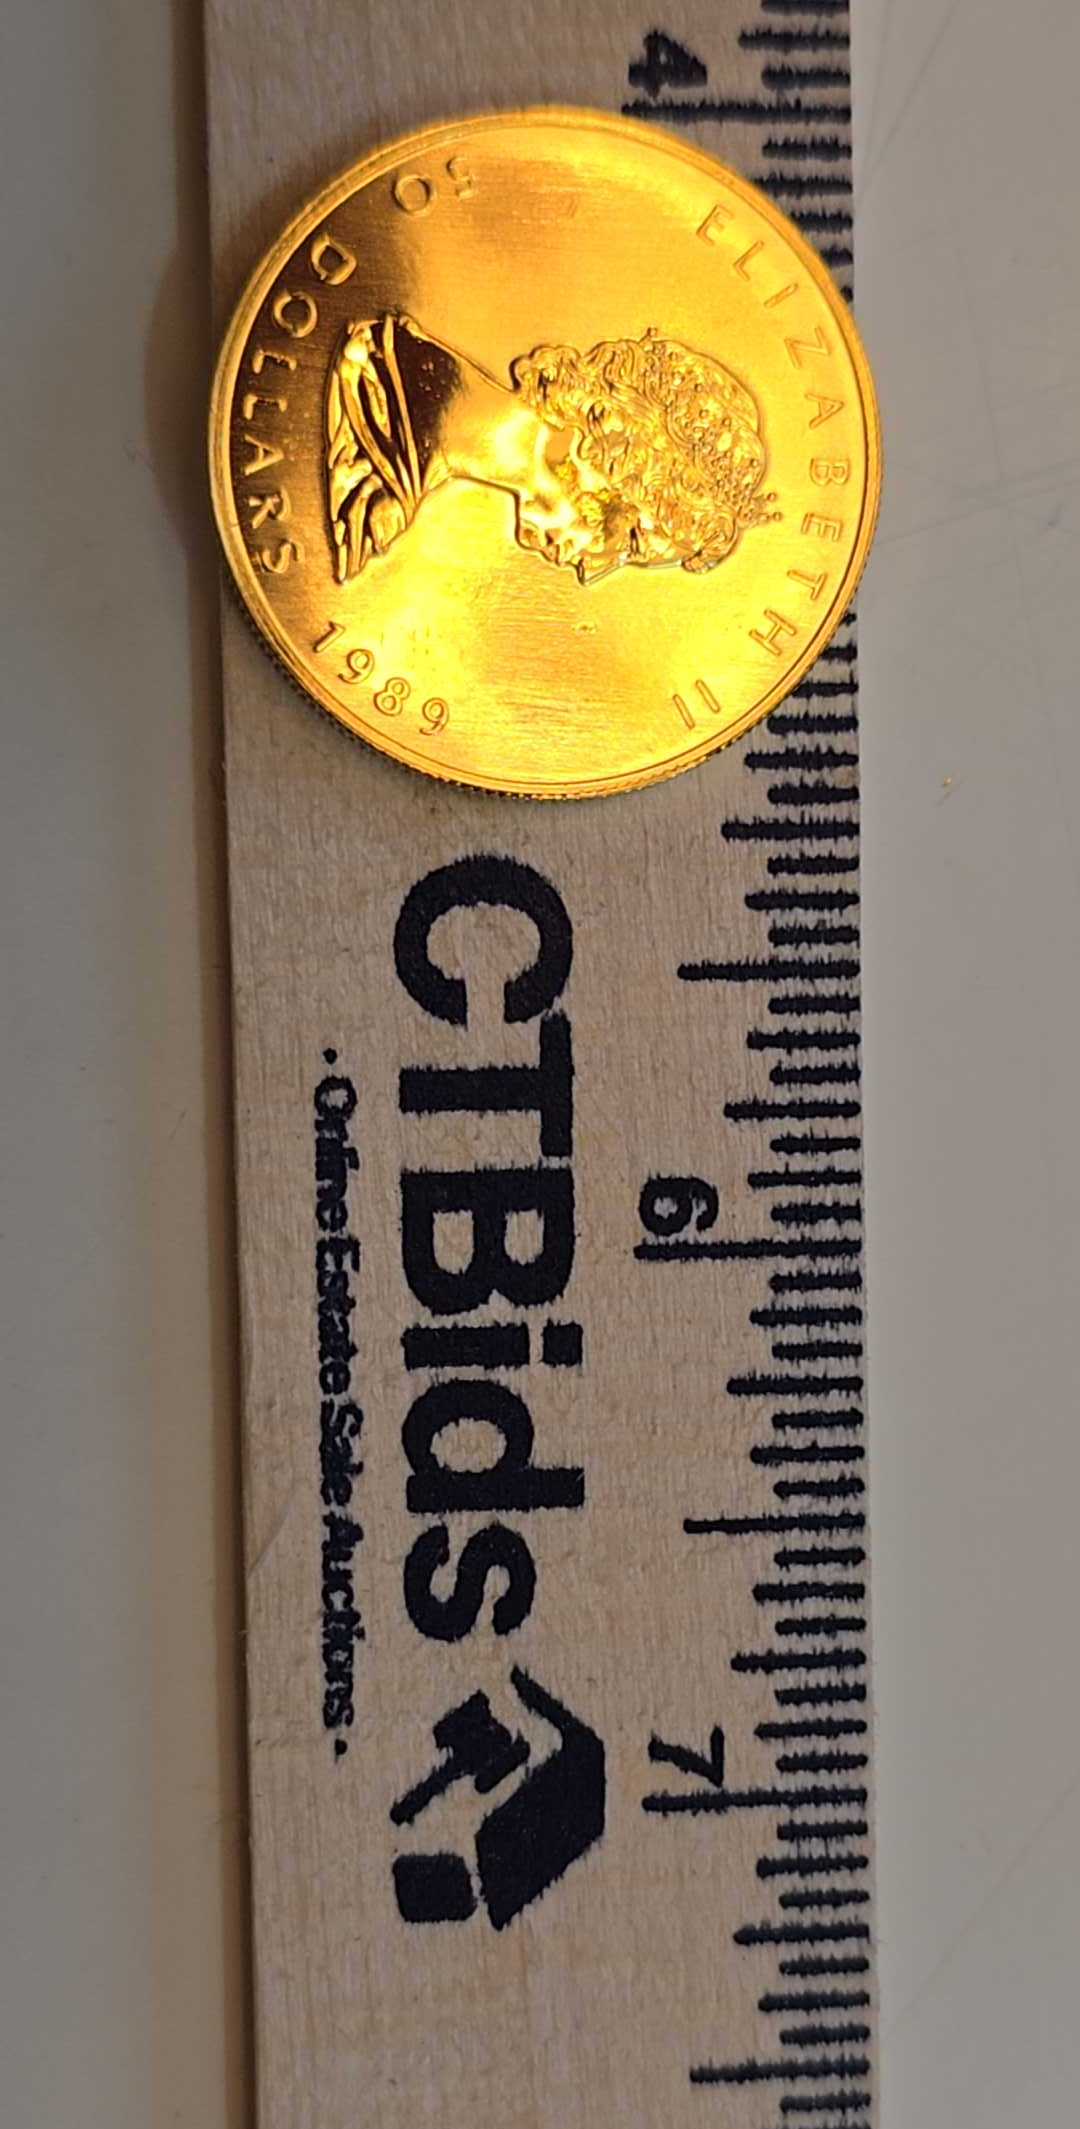 ELIZABETH II
50 DOLLARS
1989
4
6
7
CTBids
· Online Estate Sale Auctions ·